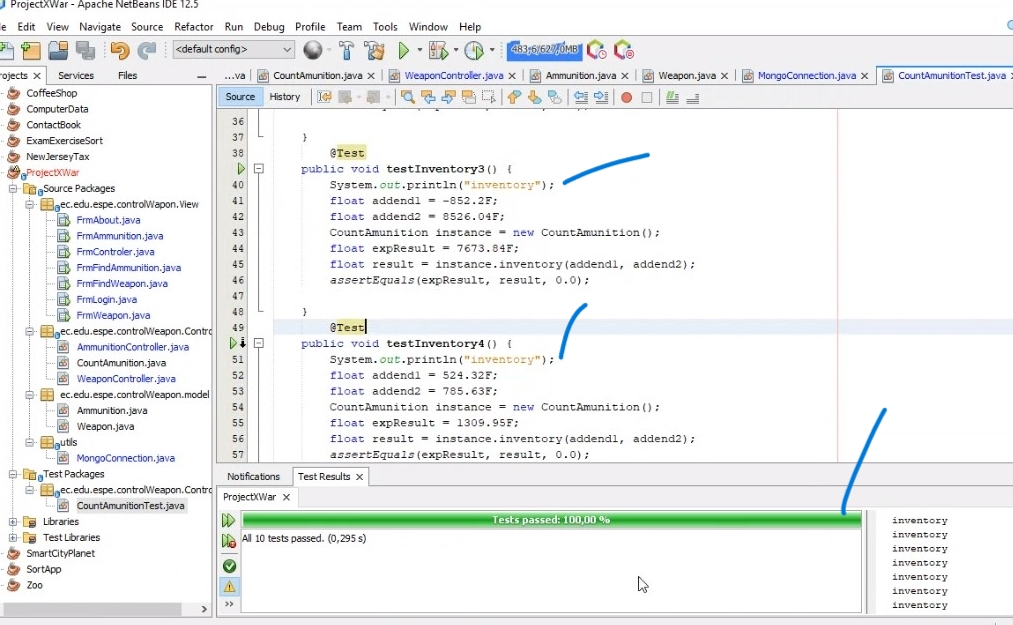 ProjectXWar - Apache NetBeans IDE 12.5
Edit View Navigate Source Refactor Run Debug Profile Team Tools Window Help
<default config> 483,6/627,0MB
Services Files
...va CountAmunition.java WeaponController.java Ammunition.java Weapon.java MongoConnection.java CountAmunitionTest.java
Source History
CoffeeShop
ComputerData
ContactBook
ExamExerciseSort
NewJerseyTax
ProjectXWar
Source Packages
ec.edu.espe.controlWapon.View
FrmAbout.java
FrmAmmunition.java
FrmControler.java
FrmFindAmmunition.java
FrmFindWeapon.java
FrmLogin.java
FrmWeapon.java
ec.edu.espe.controlWeapon.Contro
AmmunitionController.java
CountAmunition.java
WeaponController.java
ec.edu.espe.controlWeapon.model
Ammunition.java
Weapon.java
utils
MongoConnection.java
Test Packages
ec.edu.espe.controlWeapon.Contro
CountAmunitionTest.java
Libraries
Test Libraries
SmartCityPlanet
SortApp
Zoo
36
37 }
38 @Test
public void testInventory3() {
40 System.out.println("inventory");
41 float addend1 = -852.2F;
42 float addend2 = 8526.04F;
43 CountAmunition instance = new CountAmunition();
44 float expResult = 7673.84F;
45 float result = instance.inventory(addend1, addend2);
46 assertEquals(expResult, result, 0.0);
47
48 }
49 @Test
public void testInventory4() {
51 System.out.println("inventory");
52 float addend1 = 524.32F;
53 float addend2 = 785.63F;
54 CountAmunition instance = new CountAmunition();
55 float expResult = 1309.95F;
56 float result = instance.inventory(addend1, addend2);
57 assertEquals(expResult, result, 0.0);
Notifications Test Results
ProjectXWar
Tests passed: 100,00 %
All 10 tests passed. (0,295 s)
inventory
inventory
inventory
inventory
inventory
inventory
inventory